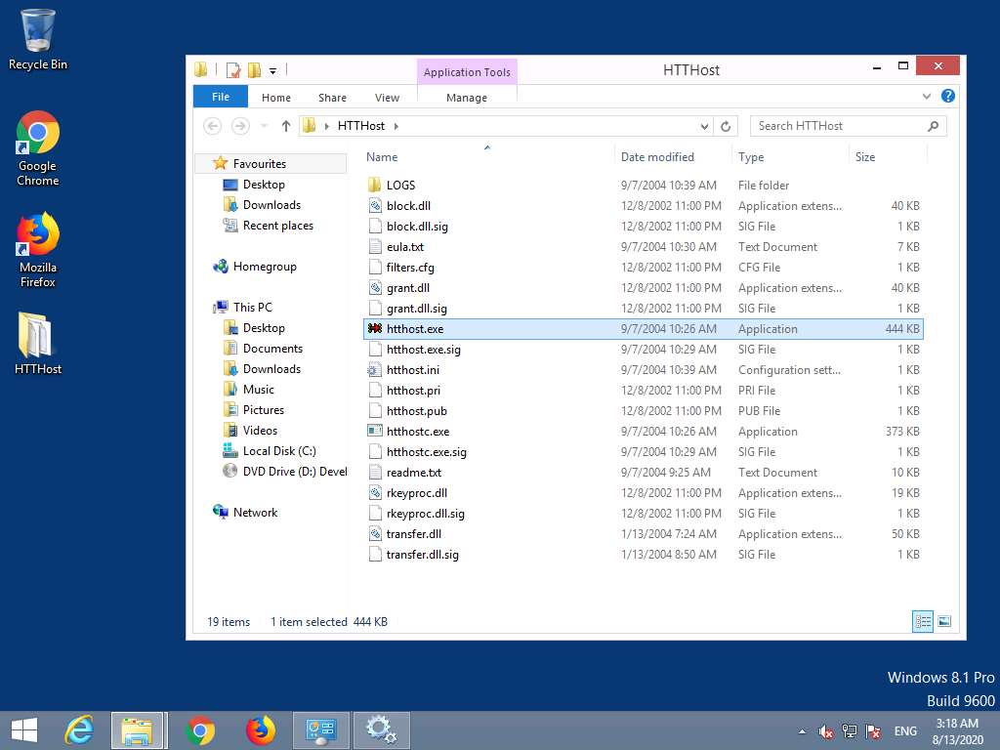 Recycle Bin
Google
Chrome
Mozilla
Firefox
HTTHost
Application Tools
HTTHost
File Home Share View Manage
HTTHost
Search HTTHost
Name Date modified Type Size
Favourites
Desktop
Downloads
Recent places
Homegroup
This PC
Desktop
Documents
Downloads
Music
Pictures
Videos
Local Disk (C:)
DVD Drive (D:) Devel
Network
LOGS 9/7/2004 10:39 AM File folder
block.dll 12/8/2002 11:00 PM Application extens... 40 KB
block.dll.sig 12/8/2002 11:00 PM SIG File 1 KB
eula.txt 9/7/2004 10:30 AM Text Document 7 KB
filters.cfg 12/8/2002 11:00 PM CFG File 1 KB
grant.dll 12/8/2002 11:00 PM Application extens... 40 KB
grant.dll.sig 12/8/2002 11:00 PM SIG File 1 KB
htthost.exe 9/7/2004 10:26 AM Application 444 KB
htthost.exe.sig 9/7/2004 10:29 AM SIG File 1 KB
htthost.ini 9/7/2004 10:39 AM Configuration sett... 1 KB
htthost.pri 12/8/2002 11:00 PM PRI File 1 KB
htthost.pub 12/8/2002 11:00 PM PUB File 1 KB
htthostc.exe 9/7/2004 10:26 AM Application 373 KB
htthostc.exe.sig 9/7/2004 10:29 AM SIG File 1 KB
readme.txt 9/7/2004 9:25 AM Text Document 10 KB
rkeyproc.dll 12/8/2002 11:00 PM Application extens... 19 KB
rkeyproc.dll.sig 12/8/2002 11:00 PM SIG File 1 KB
transfer.dll 1/13/2004 7:24 AM Application extens... 50 KB
transfer.dll.sig 1/13/2004 8:50 AM SIG File 1 KB
19 items 1 item selected 444 KB
Windows 8.1 Pro
Build 9600
ENG
3:18 AM
8/13/2020